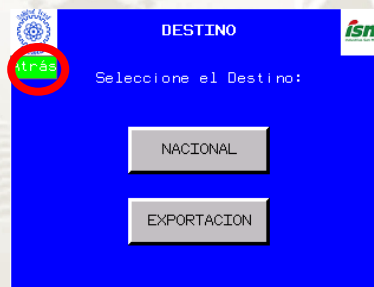 DESTINO
Atrás
Seleccione el Destino:
NACIONAL
EXPORTACION